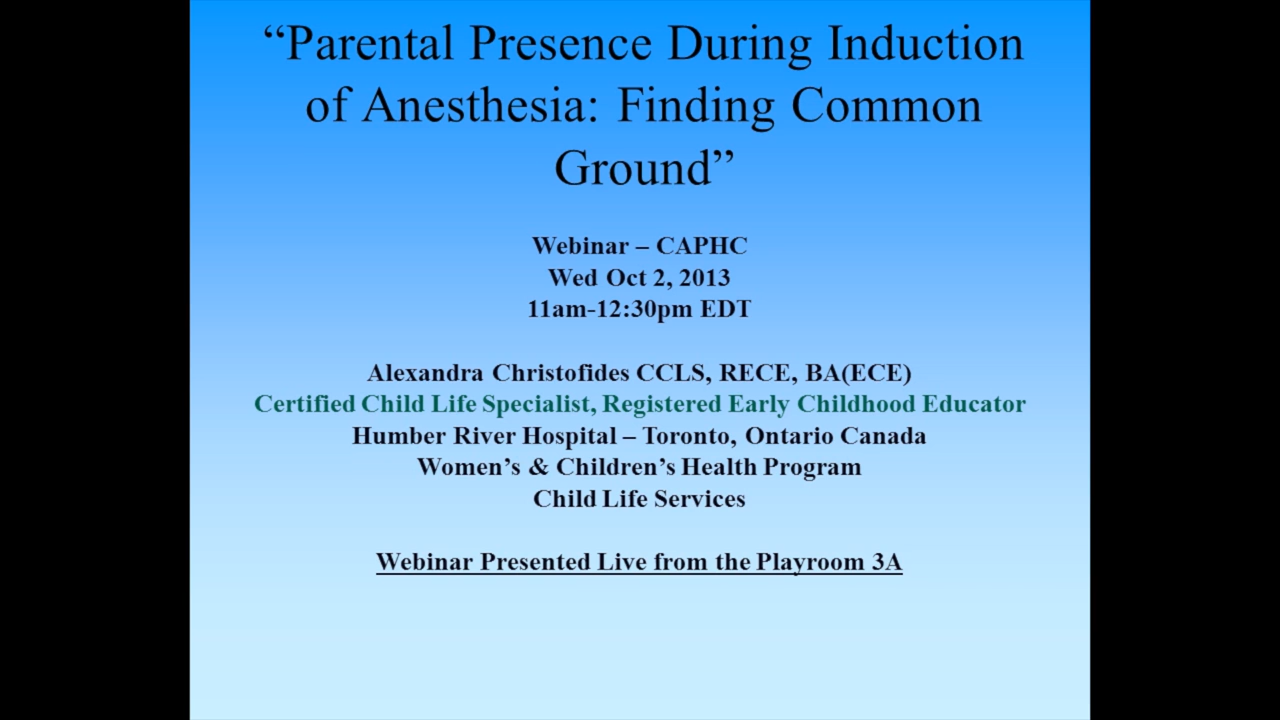 “Parental Presence During Induction
of Anesthesia: Finding Common
Ground”
Webinar – CAPHC
Wed Oct 2, 2013
11am-12:30pm EDT
Alexandra Christofides CCLS, RECE, BA(ECE)
Certified Child Life Specialist, Registered Early Childhood Educator
Humber River Hospital – Toronto, Ontario Canada
Women’s & Children’s Health Program
Child Life Services
Webinar Presented Live from the Playroom 3A